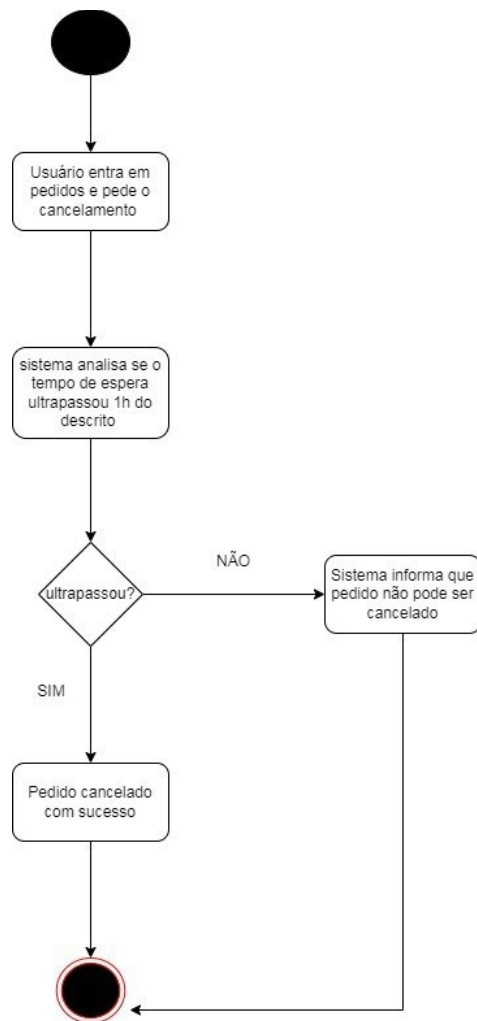 Usuário entra em
pedidos e pede o
cancelamento
sistema analisa se o
tempo de espera
ultrapassou 1h do
descrito
ultrapassou?
NÃO
Sistema informa que
pedido não pode ser
cancelado
SIM
Pedido cancelado
com sucesso